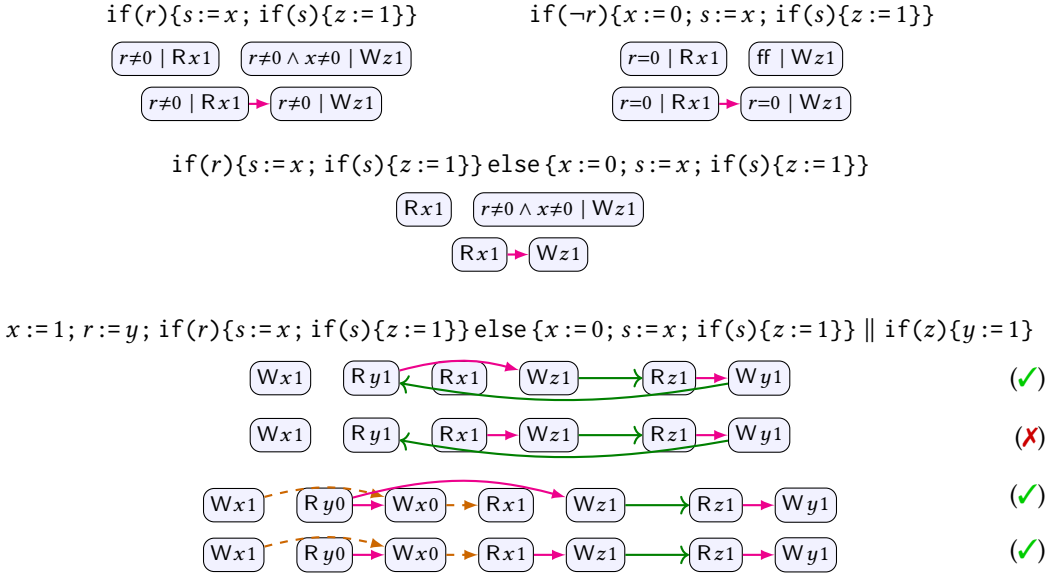 if(r){s:=x; if(s){z:=1}} if(¬r){x:=0; s:=x; if(s){z:=1}}
r≠0 | Rx1 r≠0 ∧ x≠0 | Wz1 r=0 | Rx1 ff | Wz1
r≠0 | Rx1 r≠0 | Wz1 r=0 | Rx1 r=0 | Wz1
if(r){s:=x; if(s){z:=1}} else {x:=0; s:=x; if(s){z:=1}}
Rx1 r≠0 ∧ x≠0 | Wz1
Rx1 Wz1
x:=1; r:=y; if(r){s:=x; if(s){z:=1}} else {x:=0; s:=x; if(s){z:=1}} ∥ if(z){y:=1}
Wx1 Ry1 Rx1 Wz1 Rz1 Wy1 (✓)
Wx1 Ry1 Rx1 Wz1 Rz1 Wy1 (✗)
Wx1 Ry0 Wx0 Rx1 Wz1 Rz1 Wy1 (✓)
Wx1 Ry0 Wx0 Rx1 Wz1 Rz1 Wy1 (✓)